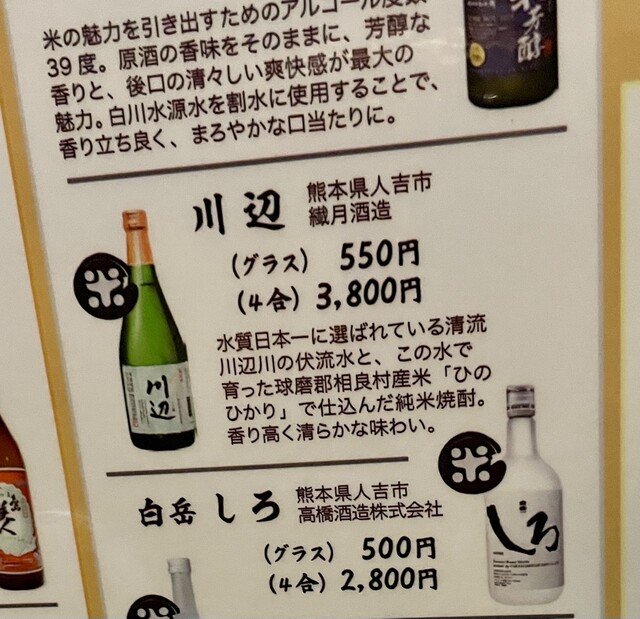 米の魅力を引き出すためのアルコール度数
39度。原酒の香味をそのままに、芳醇な
香りと、後口の清々しい爽快感が最大の
魅力。白川水源水を割水に使用することで、
香り立ち良く、まろやかな口当たりに。
川辺
熊本県人吉市
繊月酒造
(グラス) 550円
(4合) 3,800円
米
川辺
水質日本一に選ばれている清流
川辺川の伏流水と、この水で
育った球磨郡相良村産米「ひの
ひかり」で仕込んだ純米焼酎。
香り高く清らかな味わい。
白岳 しろ
熊本県人吉市
高橋酒造株式会社
(グラス) 500円
(4合) 2,800円
米
しろ